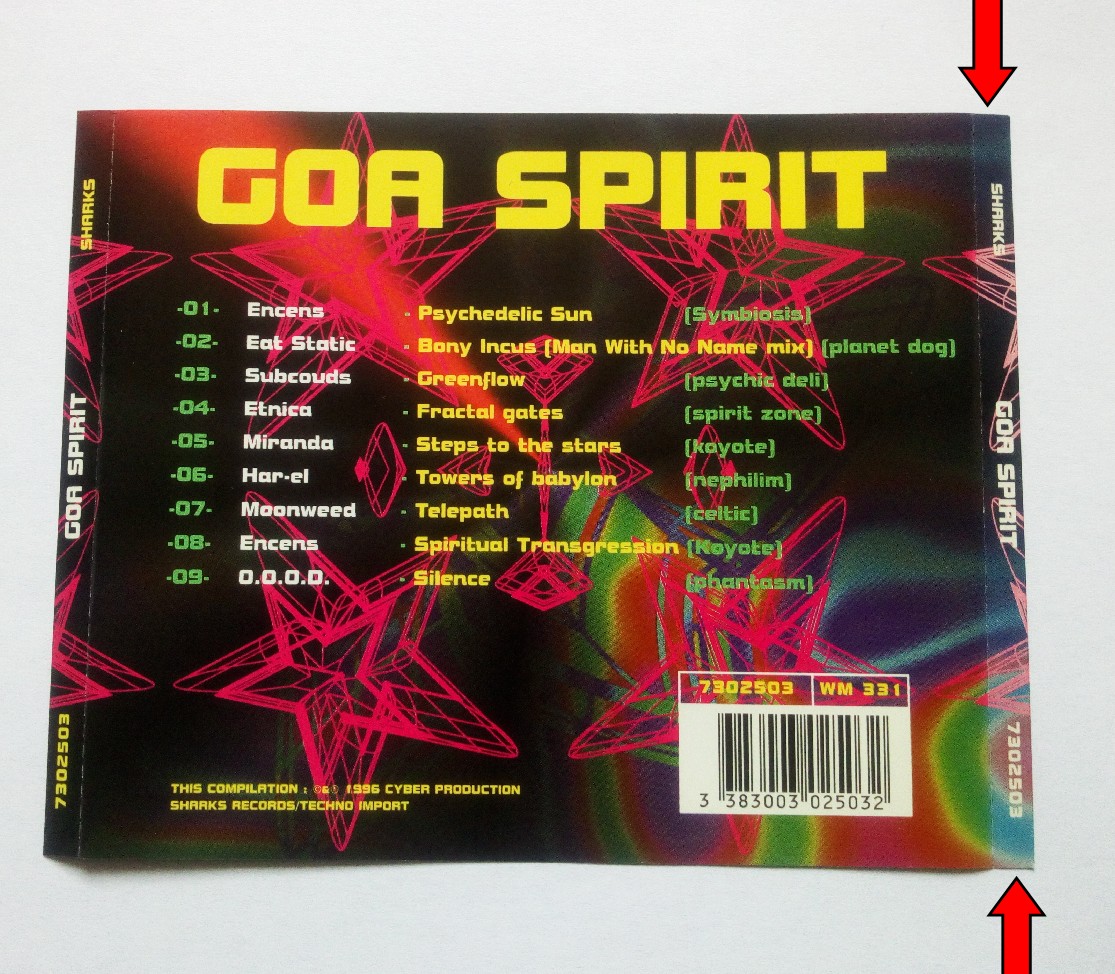 GOA SPIRIT
-01- Encens - Psychedelic Sun (Symbiosis)
-02- Eat Static - Bony Incus (Man With No Name mix) (planet dog)
-03- Subcouds - Greenflow (psychic deli)
-04- Etnica - Fractal gates (spirit zone)
-05- Miranda - Steps to the stars (koyote)
-06- Har-el - Towers of babylon (nephilim)
-07- Moonweed - Telepath (celtic)
-08- Encens - Spiritual Transgression (Koyote)
-09- O.O.O.D. - Silence (phantasm)
7302503 WM 331
3 383003 025032
THIS COMPILATION : ©&℗ 1996 CYBER PRODUCTION
SHARKS RECORDS/TECHNO IMPORT
7302503 GOA SPIRIT SHARKS
SHARKS GOA SPIRIT 7302503